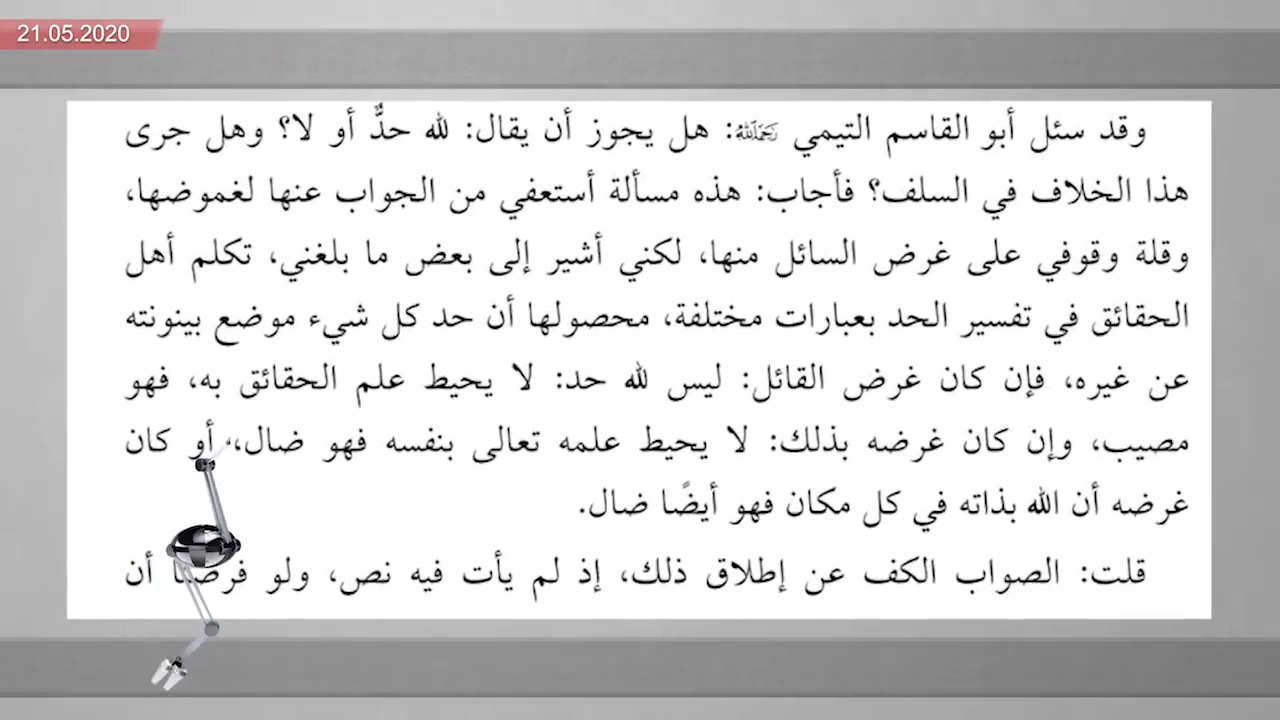 21.05.2020
وقد سئل أبو القاسم التيمي رَحِمَهُ اللَّهُ: هل يجوز أن يقال: لله حدٌّ أو لا؟ وهل جرى
هذا الخلاف في السلف؟ فأجاب: هذه مسألة أستعفي من الجواب عنها لغموضها،
وقلة وقوفي على غرض السائل منها، لكني أشير إلى بعض ما بلغني، تكلم أهل
الحقائق في تفسير الحد بعبارات مختلفة، محصولها أن حد كل شيء موضع بينونته
عن غيره، فإن كان غرض القائل: ليس لله حد: لا يحيط علم الحقائق به، فهو
مصيب، وإن كان غرضه بذلك: لا يحيط علمه تعالى بنفسه فهو ضال، أو كان
غرضه أن الله بذاته في كل مكان فهو أيضًا ضال.
قلت: الصواب الكف عن إطلاق ذلك، إذ لم يأت فيه نص، ولو فرضنا أن